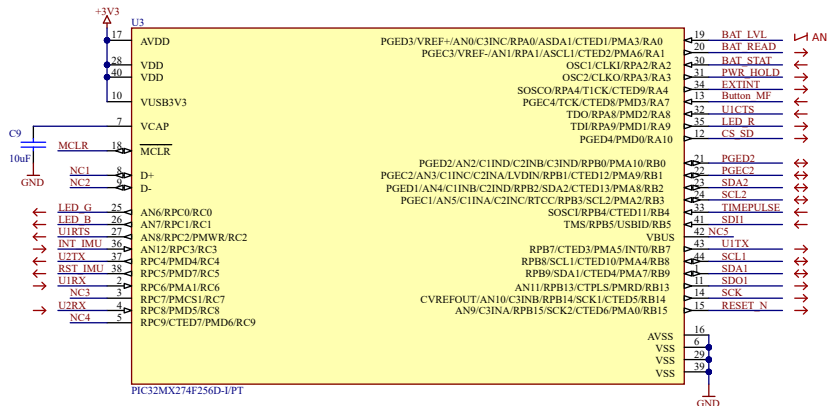 +3V3
U3
17 AVDD
28 VDD
40 VDD
10 VUSB3V3
C9
10uF
GND
7 VCAP
MCLR 18 MCLR
NC1 8 D+
NC2 9 D-
LED_G 25 AN6/RPC0/RC0
LED_B 26 AN7/RPC1/RC1
U1RTS 27 AN8/RPC2/PMWR/RC2
INT_IMU 36 AN12/RPC3/RC3
U2TX 37 RPC4/PMD4/RC4
RST_IMU 38 RPC5/PMD7/RC5
U1RX 2 RPC6/PMA1/RC6
NC3 3 RPC7/PMCS1/RC7
U2RX 4 RPC8/PMD5/RC8
NC4 5 RPC9/CTED7/PMD6/RC9
PGED3/VREF+/AN0/C3INC/RPA0/ASDA1/CTED1/PMA3/RA0 19 BAT_LVL AN
PGEC3/VREF-/AN1/RPA1/ASCL1/CTED2/PMA6/RA1 20 BAT_READ
OSC1/CLKI/RPA2/RA2 30 BAT_STAT
OSC2/CLKO/RPA3/RA3 31 PWR_HOLD
SOSCO/RPA4/T1CK/CTED9/RA4 34 EXTINT
PGEC4/TCK/CTED8/PMD3/RA7 13 Button_MF
TDO/RPA8/PMD2/RA8 32 U1CTS
TDI/RPA9/PMD1/RA9 35 LED_R
PGED4/PMD0/RA10 12 CS_SD
PGED2/AN2/C1IND/C2INB/C3IND/RPB0/PMA10/RB0 21 PGED2
PGEC2/AN3/C1INC/C2INA/LVDIN/RPB1/CTED12/PMA9/RB1 22 PGEC2
PGED1/AN4/C1INB/C2IND/RPB2/SDA2/CTED13/PMA8/RB2 23 SDA2
PGEC1/AN5/C1INA/C2INC/RTCC/RPB3/SCL2/PMA2/RB3 24 SCL2
SOSCI/RPB4/CTED11/RB4 33 TIMEPULSE
TMS/RPB5/USBID/RB5 41 SDI1
VBUS 42 NC5
RPB7/CTED3/PMA5/INT0/RB7 43 U1TX
RPB8/SCL1/CTED10/PMA4/RB8 44 SCL1
RPB9/SDA1/CTED4/PMA7/RB9 1 SDA1
AN11/RPB13/CTPLS/PMRD/RB13 11 SDO1
CVREFOUT/AN10/C3INB/RPB14/SCK1/CTED5/RB14 14 SCK
AN9/C3INA/RPB15/SCK2/CTED6/PMA0/RB15 15 RESET_N
AVSS 16
VSS 6
VSS 29
VSS 39
GND
PIC32MX274F256D-I/PT